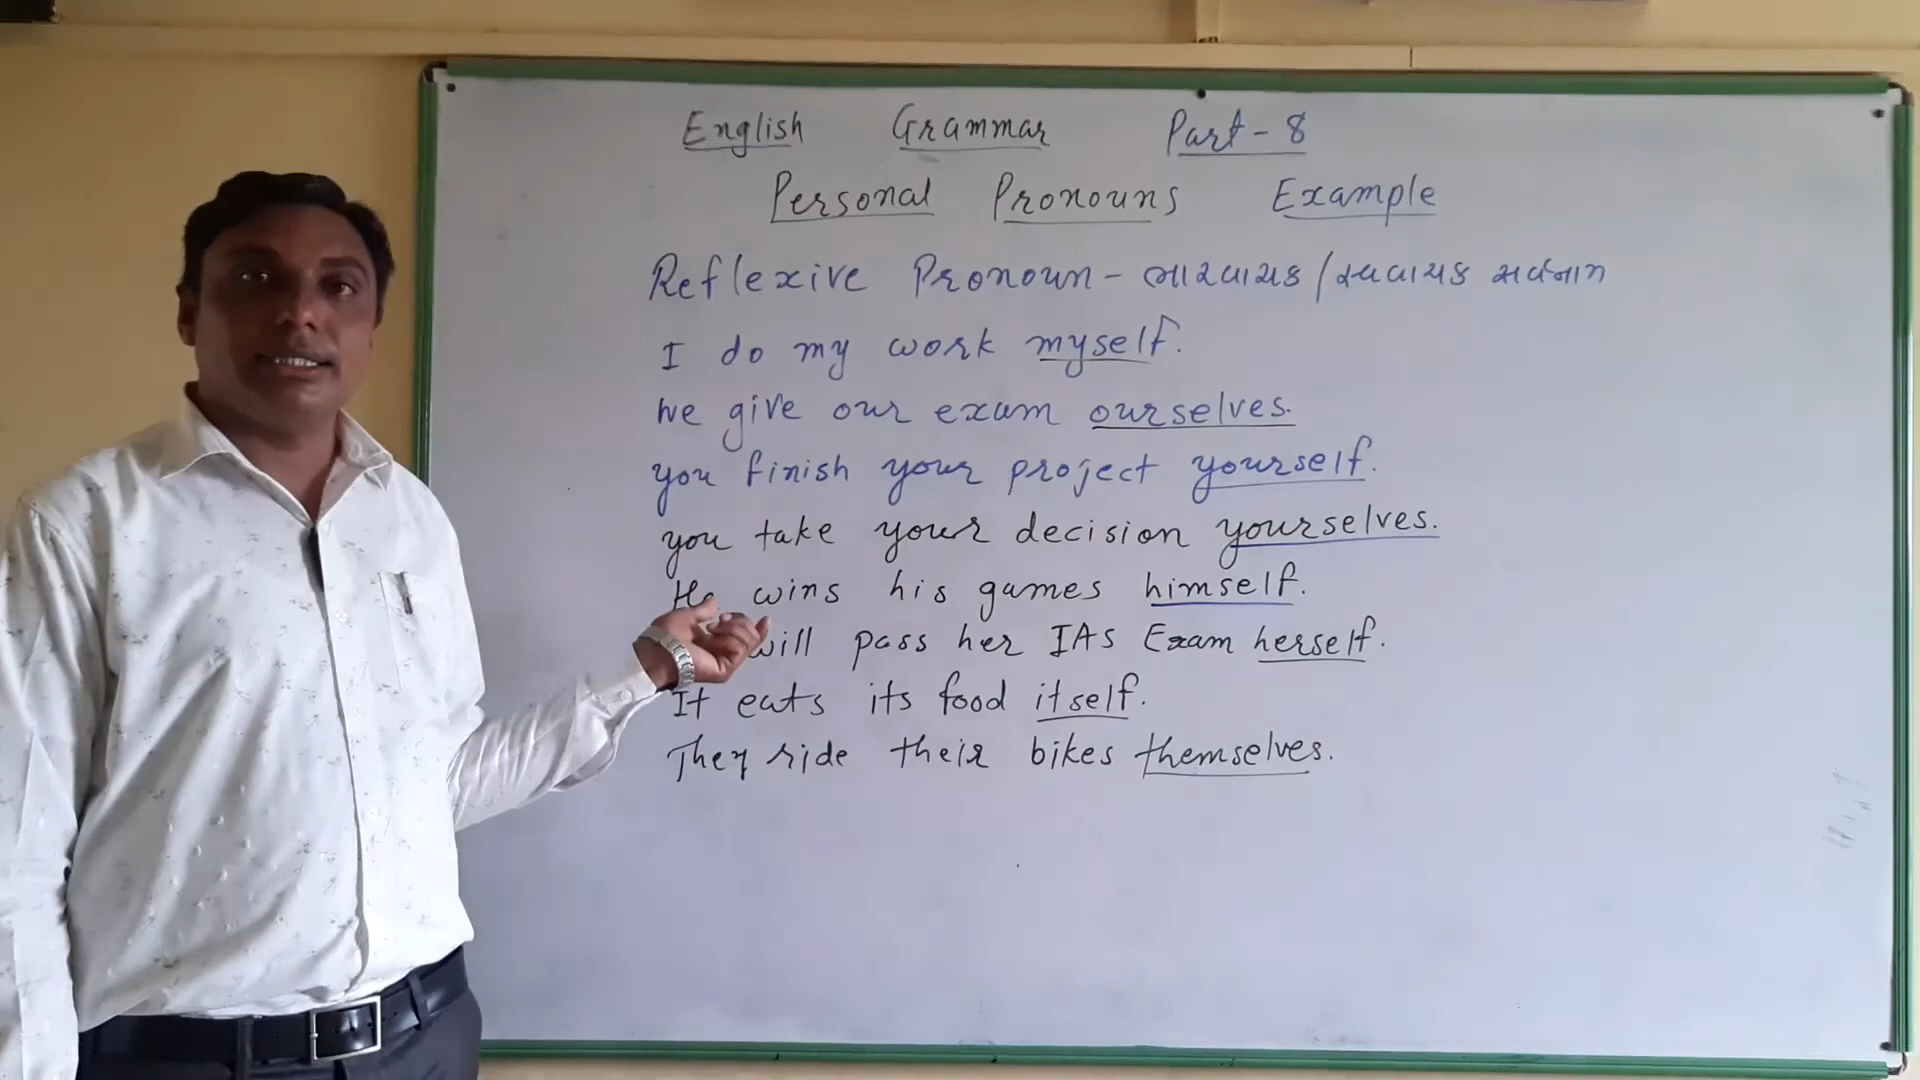 English Grammar Part-8
Personal Pronouns Example
Reflexive Pronoun - ભારવાચક / સ્વવાચક સર્વનામ
I do my work myself.
We give our exam ourselves.
you finish your project yourself.
you take your decision yourselves.
He wins his games himself.
will pass her IAS Exam herself.
It eats its food itself.
They ride their bikes themselves.